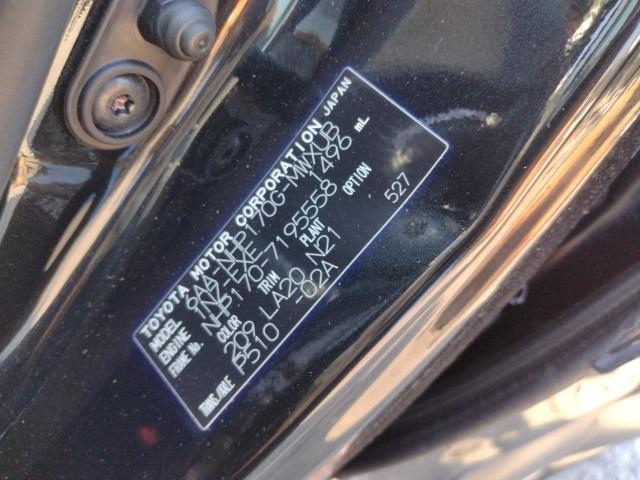 TOYOTA MOTOR CORPORATION JAPAN
MODEL 6AA-NHP170G-MWXUB
ENGINE 1NZ-FXE 1496 mL
FRAME No. NHP170-7195558
COLOR TRIM PLANT OPTION
209 LA20 N21 527
TRANS./AXLE P510 -02A